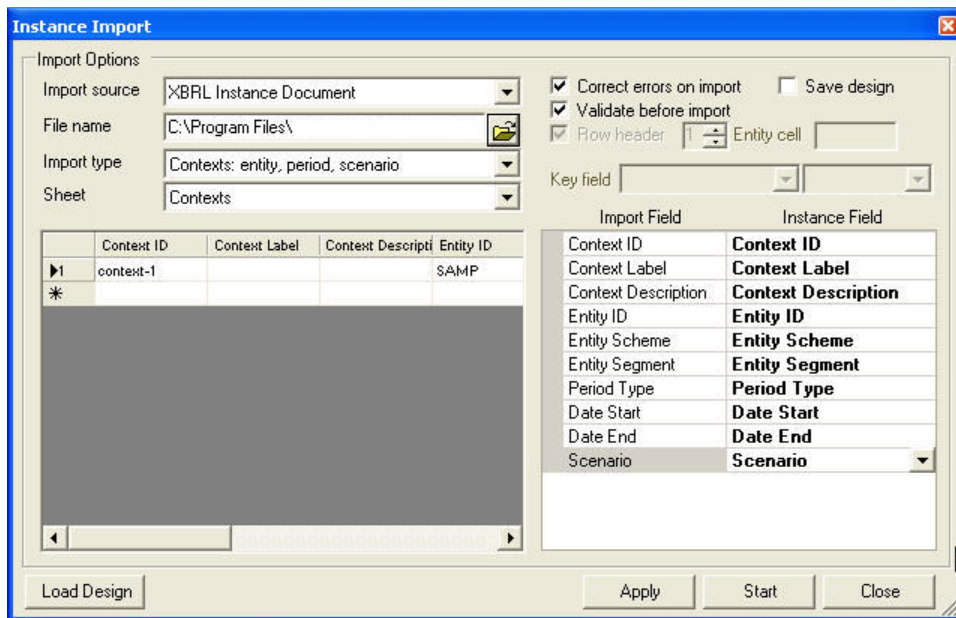 Instance Import
Import Options
Import source XBRL Instance Document
File name C:\Program Files\
Import type Contexts: entity, period, scenario
Sheet Contexts
Correct errors on import Save design
Validate before import
Row header 1 Entity cell
Key field
Context ID Context Label Context Descripti Entity ID
1 context-1 SAMP
Import Field Instance Field
Context ID Context ID
Context Label Context Label
Context Description Context Description
Entity ID Entity ID
Entity Scheme Entity Scheme
Entity Segment Entity Segment
Period Type Period Type
Date Start Date Start
Date End Date End
Scenario Scenario
Load Design Apply Start Close